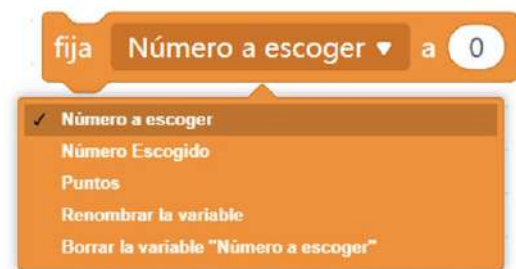 fija Número a escoger a 0
Número a escoger
Número Escogido
Puntos
Renombrar la variable
Borrar la variable "Número a escoger"